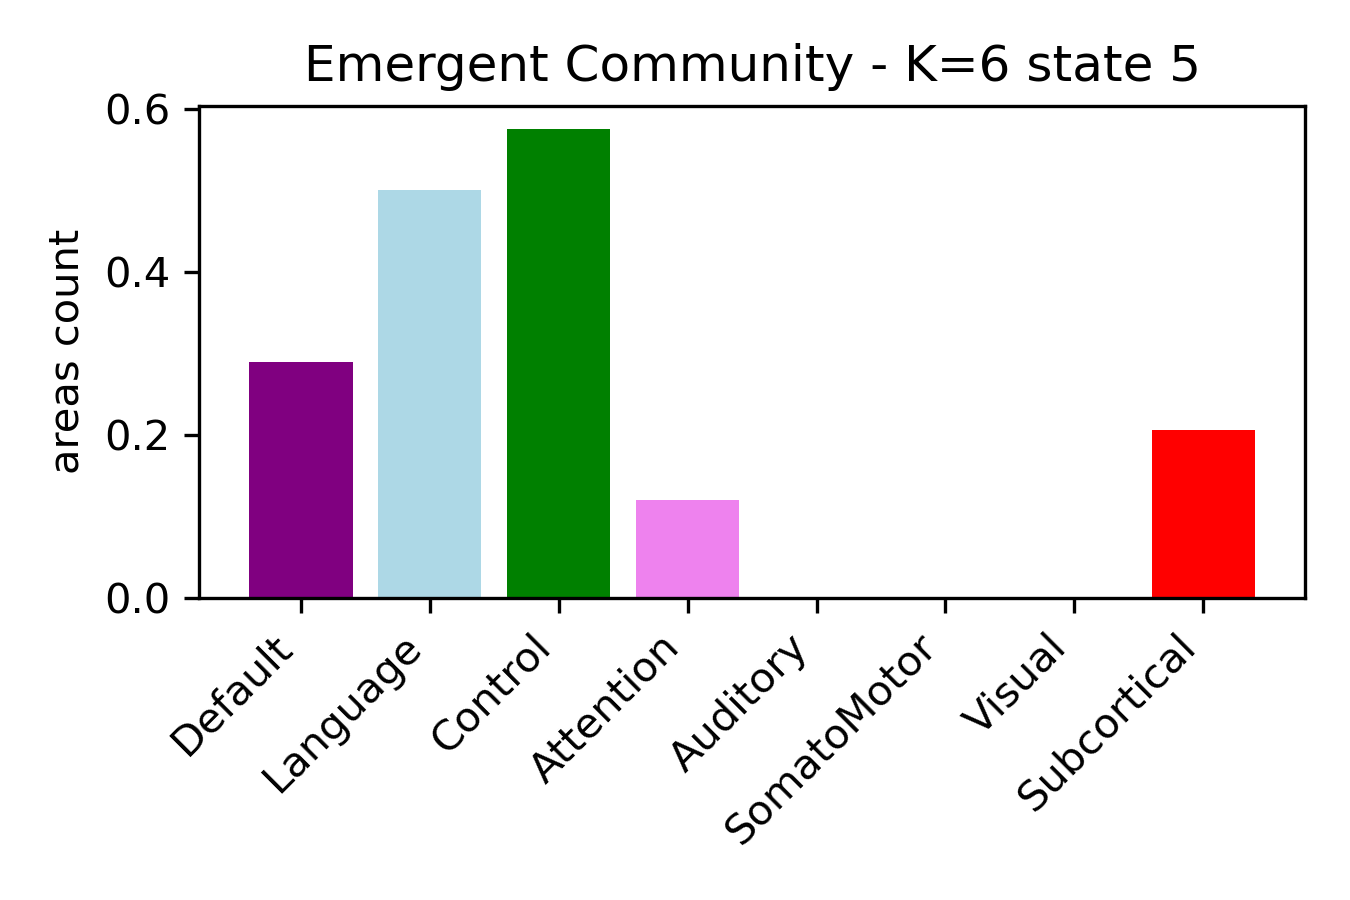 Emergent Community - K=6 state 5
0.6
0.4
0.2
0.0
areas count
Default
Language
Control
Attention
Auditory
SomatoMotor
Visual
Subcortical